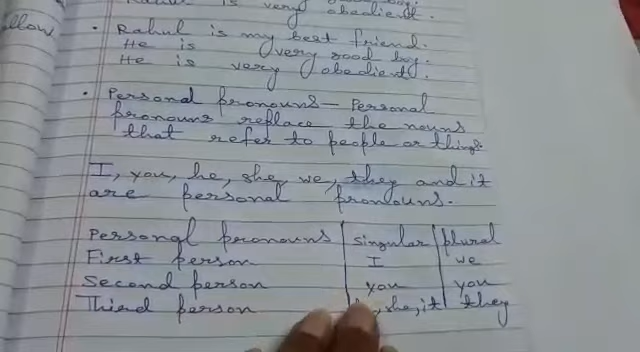 Rahul is very obedient.
allow
• Rahul is my best friend.
He is very good boy.
He is very obedient.
• Personal pronouns – Personal
pronouns replace the nouns
that refer to people or things.
I, you, he, she, we, they and it
are personal pronouns.
Personal pronouns singular plural
First person I we
Second person you you
Third person she, it they